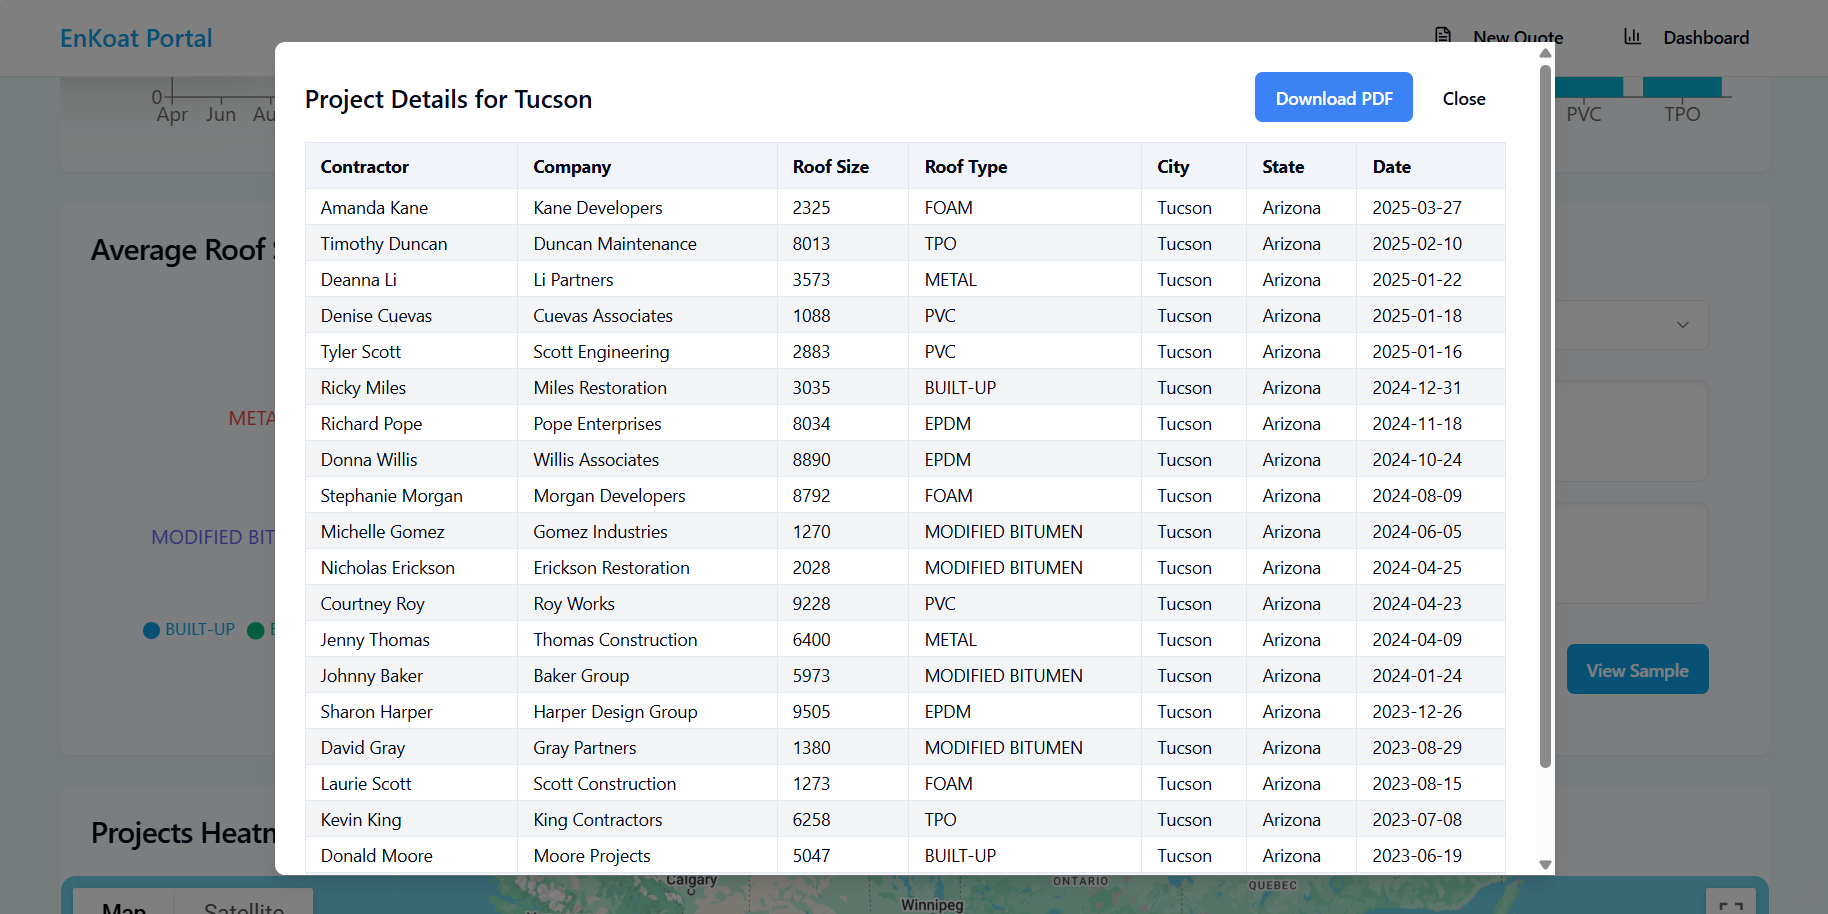 EnKoat Portal
New Quote
Dashboard
0
Apr Jun
PVC TPO
Project Details for Tucson
Download PDF
Close
Contractor Company Roof Size Roof Type City State Date
Amanda Kane Kane Developers 2325 FOAM Tucson Arizona 2025-03-27
Timothy Duncan Duncan Maintenance 8013 TPO Tucson Arizona 2025-02-10
Deanna Li Li Partners 3573 METAL Tucson Arizona 2025-01-22
Denise Cuevas Cuevas Associates 1088 PVC Tucson Arizona 2025-01-18
Tyler Scott Scott Engineering 2883 PVC Tucson Arizona 2025-01-16
Ricky Miles Miles Restoration 3035 BUILT-UP Tucson Arizona 2024-12-31
Richard Pope Pope Enterprises 8034 EPDM Tucson Arizona 2024-11-18
Donna Willis Willis Associates 8890 EPDM Tucson Arizona 2024-10-24
Stephanie Morgan Morgan Developers 8792 FOAM Tucson Arizona 2024-08-09
Michelle Gomez Gomez Industries 1270 MODIFIED BITUMEN Tucson Arizona 2024-06-05
Nicholas Erickson Erickson Restoration 2028 MODIFIED BITUMEN Tucson Arizona 2024-04-25
Courtney Roy Roy Works 9228 PVC Tucson Arizona 2024-04-23
Jenny Thomas Thomas Construction 6400 METAL Tucson Arizona 2024-04-09
Johnny Baker Baker Group 5973 MODIFIED BITUMEN Tucson Arizona 2024-01-24
Sharon Harper Harper Design Group 9505 EPDM Tucson Arizona 2023-12-26
David Gray Gray Partners 1380 MODIFIED BITUMEN Tucson Arizona 2023-08-29
Laurie Scott Scott Construction 1273 FOAM Tucson Arizona 2023-08-15
Kevin King King Contractors 6258 TPO Tucson Arizona 2023-07-08
Donald Moore Moore Projects 5047 BUILT-UP Tucson Arizona 2023-06-19
Average Roof
META
MODIFIED BIT
BUILT-UP
View Sample
Projects Heatm
Map Satellite
Calgary
Winnipeg
ONTARIO
QUEBEC